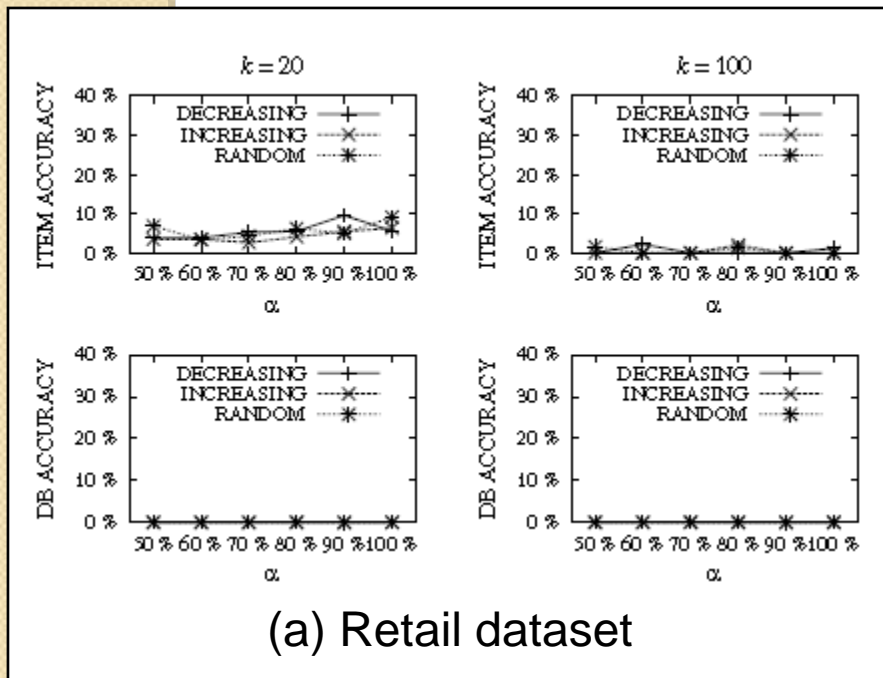 k = 20
40 %
30 %
20 %
10 %
0 %
ITEM ACCURACY
DECREASING
INCREASING
RANDOM
50 % 60 % 70 % 80 % 90 % 100 %
α
k = 100
40 %
30 %
20 %
10 %
0 %
ITEM ACCURACY
DECREASING
INCREASING
RANDOM
50 % 60 % 70 % 80 % 90 % 100 %
α
40 %
30 %
20 %
10 %
0 %
DB ACCURACY
DECREASING
INCREASING
RANDOM
50 % 60 % 70 % 80 % 90 % 100 %
α
40 %
30 %
20 %
10 %
0 %
DB ACCURACY
DECREASING
INCREASING
RANDOM
50 % 60 % 70 % 80 % 90 % 100 %
α
(a) Retail dataset